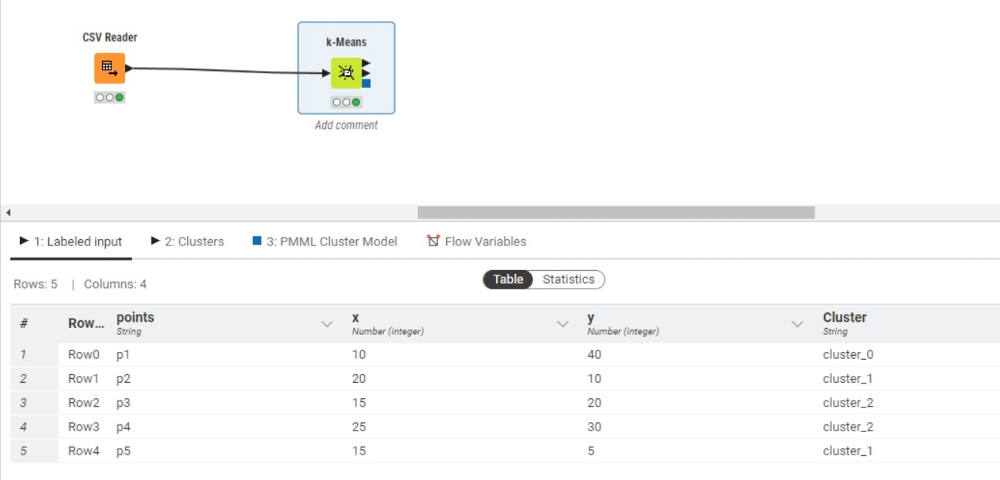 CSV Reader
k-Means
Add comment
1: Labeled input 2: Clusters 3: PMML Cluster Model Flow Variables
Rows: 5 | Columns: 4 Table Statistics
# Row... points x y Cluster
String Number (integer) Number (integer) String
1 Row0 p1 10 40 cluster_0
2 Row1 p2 20 10 cluster_1
3 Row2 p3 15 20 cluster_2
4 Row3 p4 25 30 cluster_2
5 Row4 p5 15 5 cluster_1